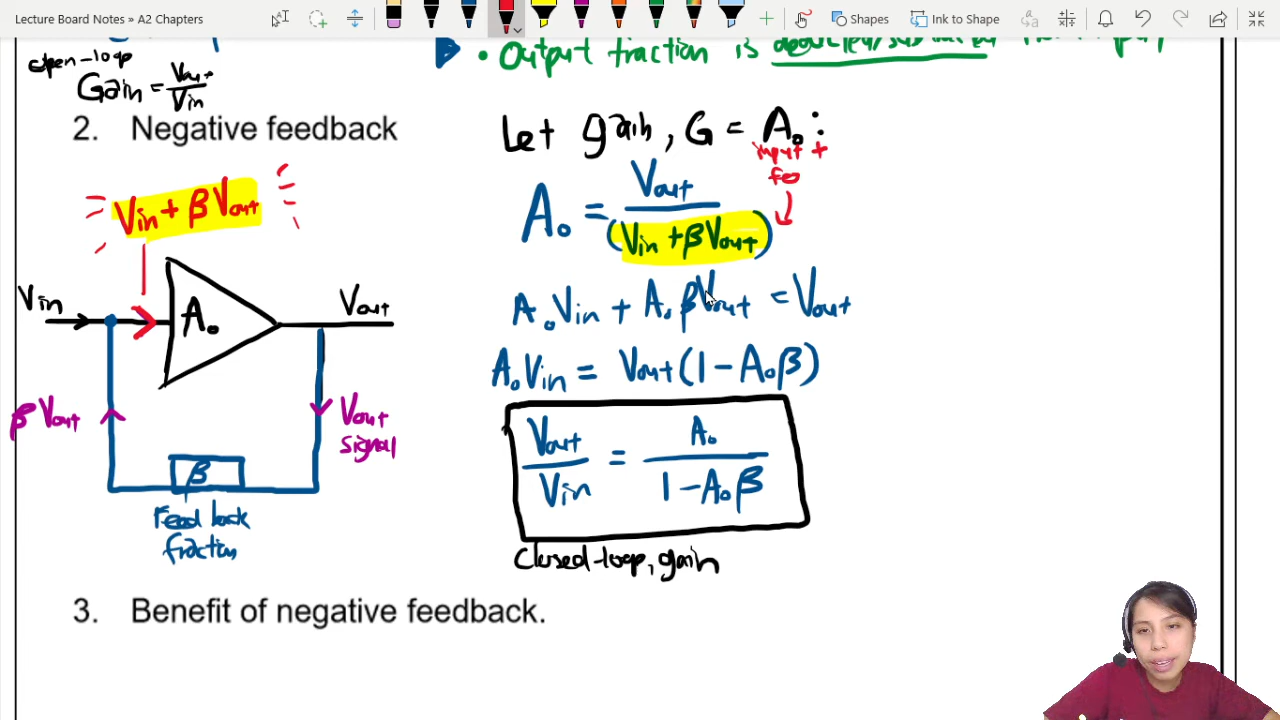 Lecture Board Notes » A2 Chapters
Shapes
Ink to Shape
• Output fraction is
open-loop
Gain = Vout / Vin
2. Negative feedback
Let gain, G = A₀ :
input +
Vin + βVout
A₀ = Vout / (Vin + βVout)
Vin
A₀
Vout
A₀Vin + A₀ βVout = Vout
A₀Vin = Vout (1 - A₀β)
βVout
Vout
signal
Vout / Vin = A₀ / 1 - A₀β
β
Feed back
fraction
Closed-loop, gain
3. Benefit of negative feedback.